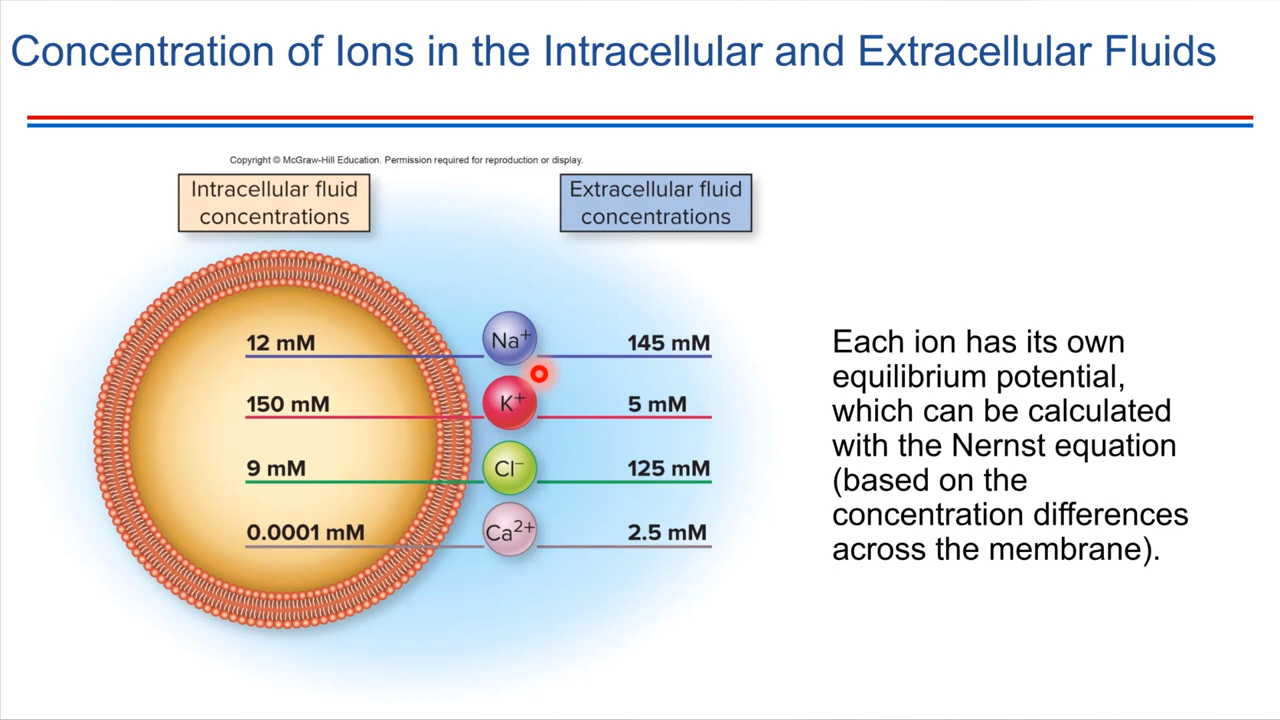 Concentration of Ions in the Intracellular and Extracellular Fluids
Copyright © McGraw-Hill Education. Permission required for reproduction or display.
Intracellular fluid
concentrations
Extracellular fluid
concentrations
12 mM Na⁺ 145 mM
150 mM K⁺ 5 mM
9 mM Cl⁻ 125 mM
0.0001 mM Ca²⁺ 2.5 mM
Each ion has its own
equilibrium potential,
which can be calculated
with the Nernst equation
(based on the
concentration differences
across the membrane).